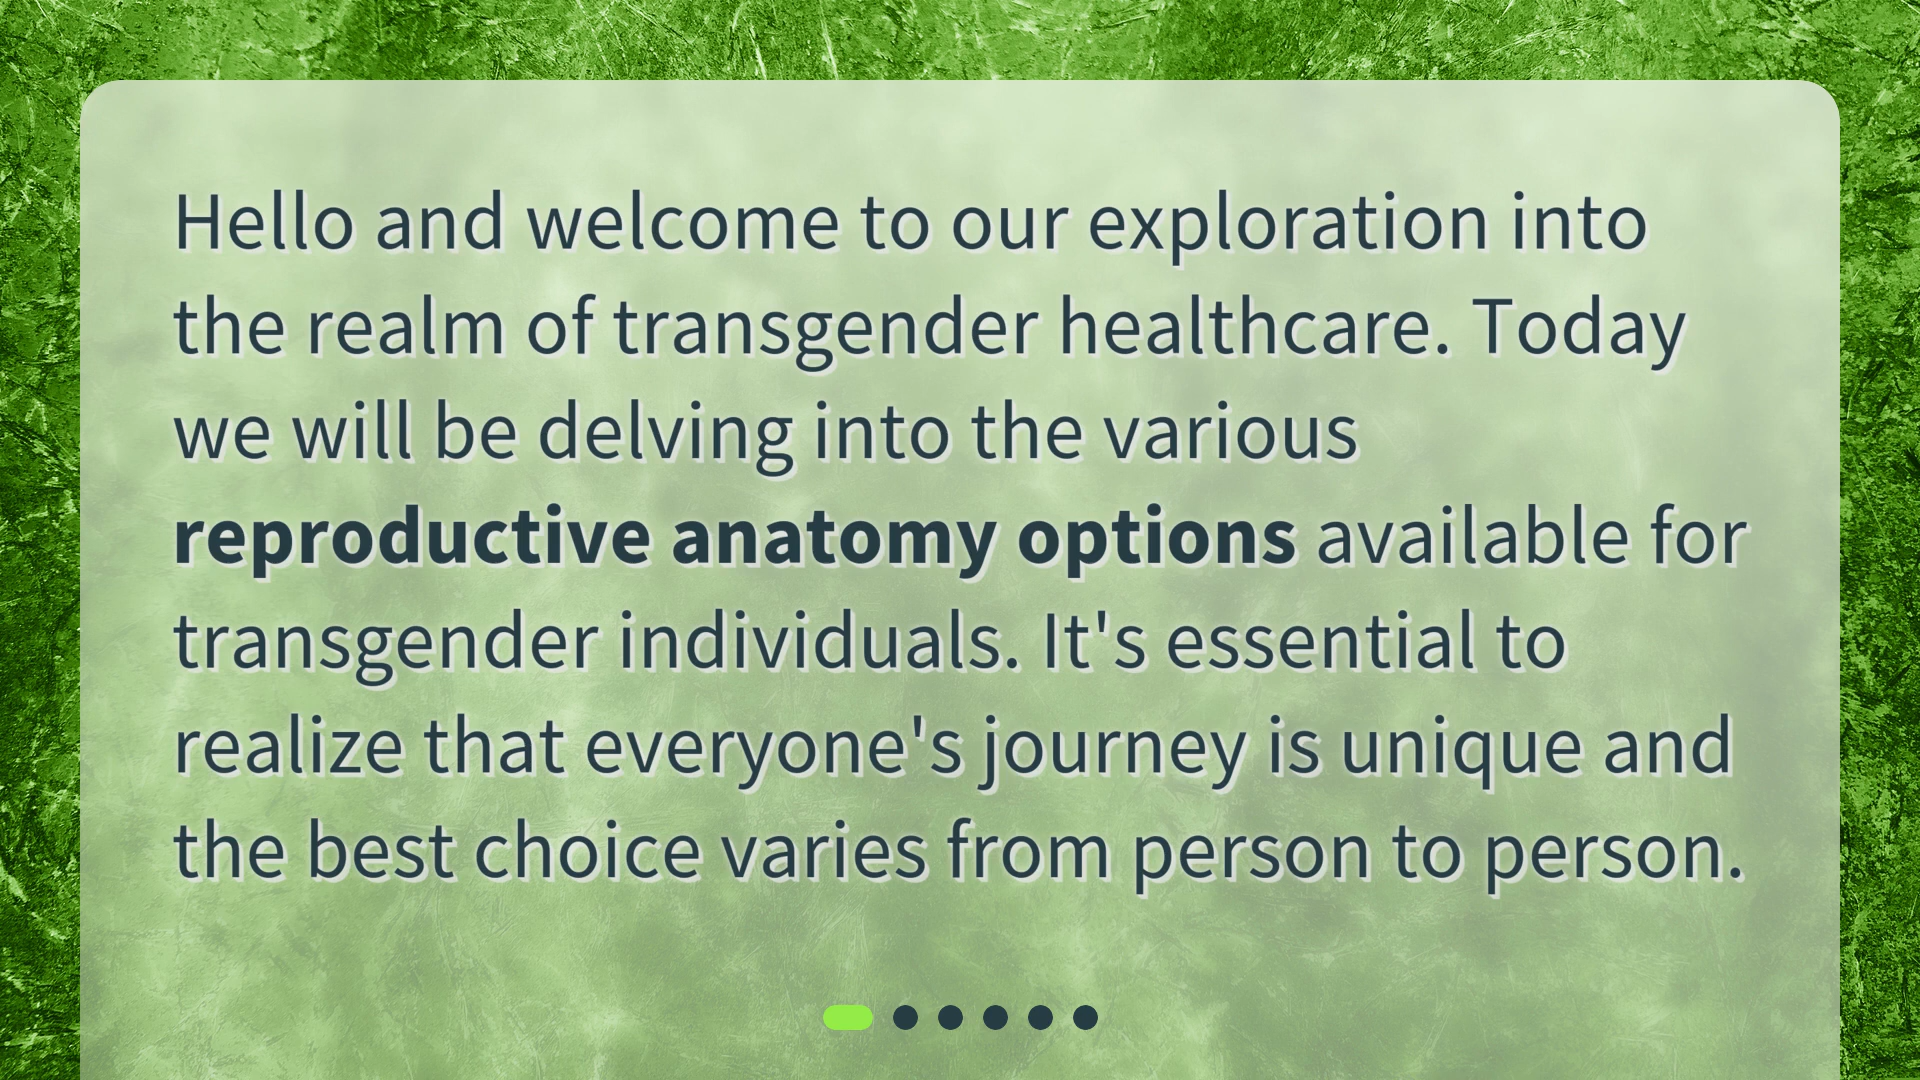 Hello and welcome to our exploration into
the realm of transgender healthcare. Today
we will be delving into the various
reproductive anatomy options available for
transgender individuals. It's essential to
realize that everyone's journey is unique and
the best choice varies from person to person.